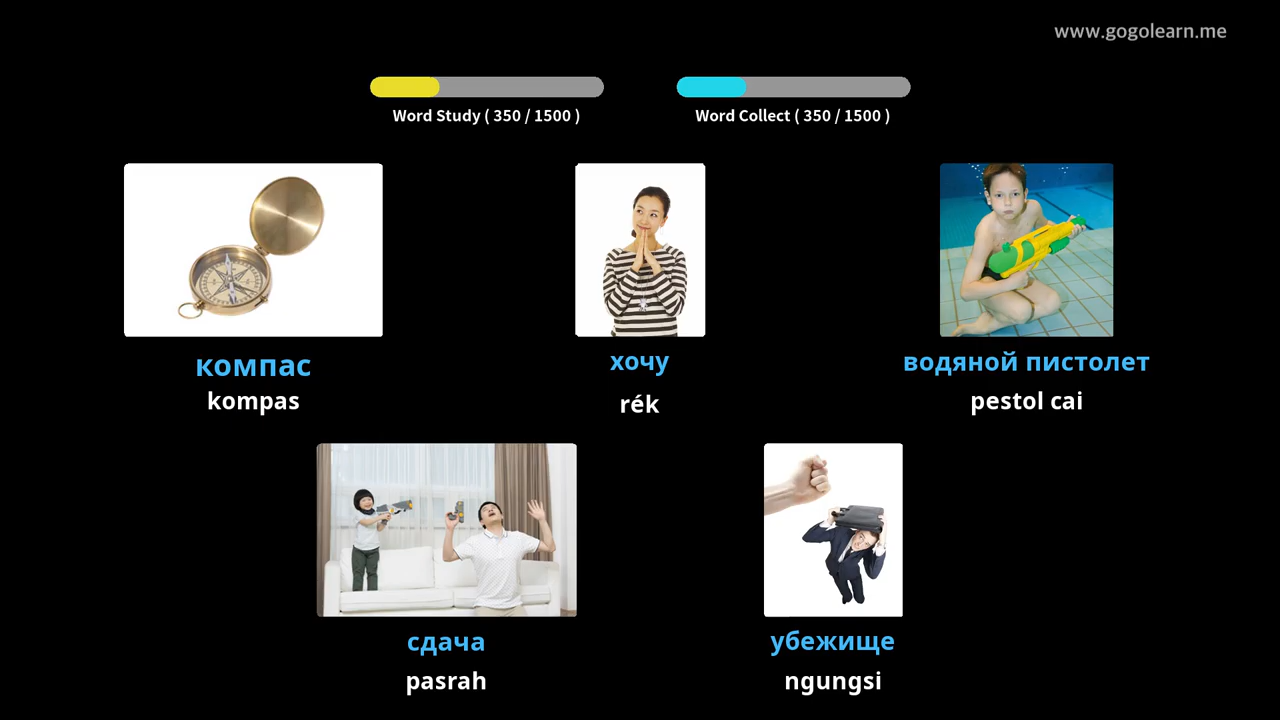 www.gogolearn.me
Word Study ( 350 / 1500 )
Word Collect ( 350 / 1500 )
компас
kompas
хочу
rék
водяной пистолет
pestol cai
сдача
pasrah
убежище
ngungsi